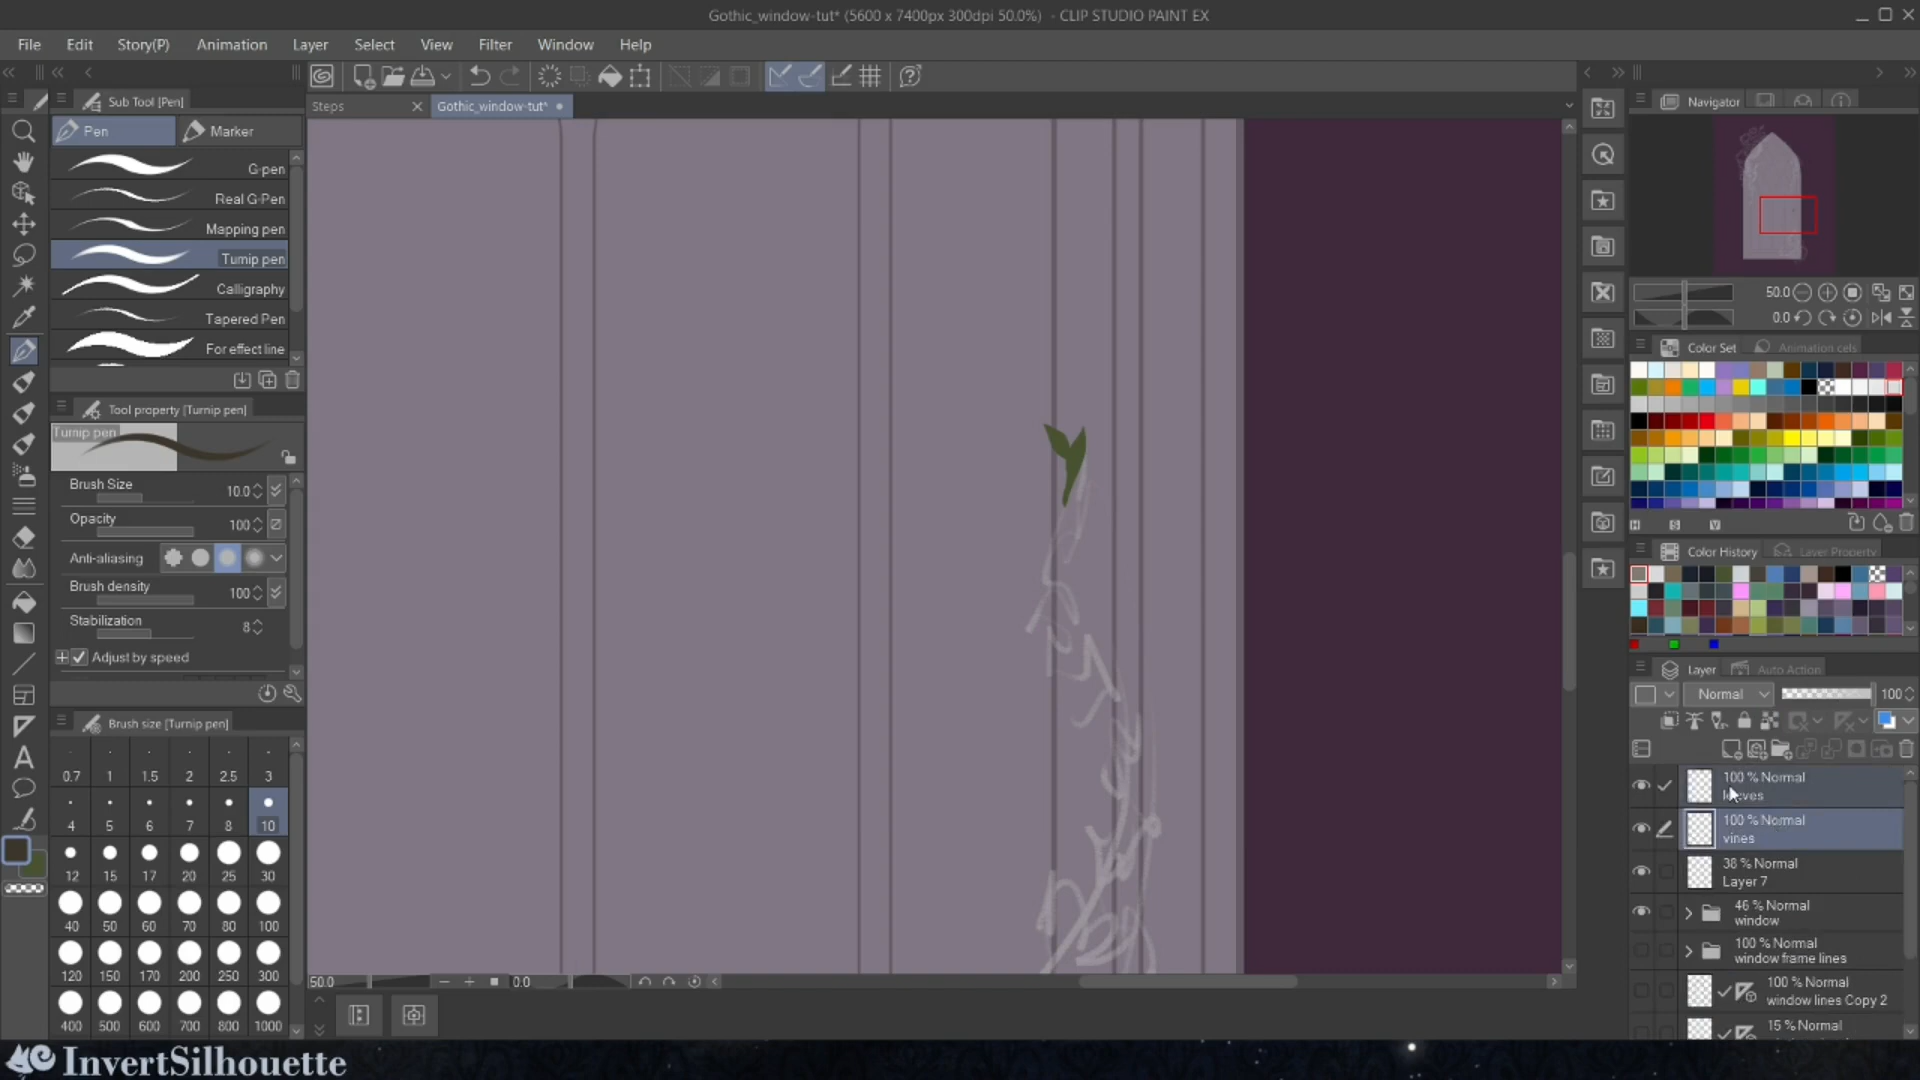 Gothic_window-tut* (5600 x 7400px 300dpi 50.0%) - CLIP STUDIO PAINT EX
File Edit Story(P) Animation Layer Select View Filter Window Help
Sub Tool [Pen]
Steps
Gothic_window-tut*
Navigator
Pen
Marker
G-pen
Real G-Pen
Mapping pen
Turnip pen
Calligraphy
Tapered Pen
For effect line
Tool property [Turnip pen]
Turnip pen
Brush Size 10.0
Opacity 100
Anti-aliasing
Brush density 100
Stabilization 8
Adjust by speed
Brush size [Turnip pen]
0.7 1 1.5 2 2.5 3
4 5 6 7 8 10
12 15 17 20 25 30
40 50 60 70 80 100
120 150 170 200 250 300
400 500 600 700 800 1000
50.0 0.0
50.0
0.0
Color Set
Animation cels
H S V
Color History
Layer Property
Layer
Auto Action
Normal 100
100 % Normal
leaves
100 % Normal
vines
38 % Normal
Layer 7
46 % Normal
window
100 % Normal
window frame lines
100 % Normal
window lines Copy 2
15 % Normal
InvertSilhouette